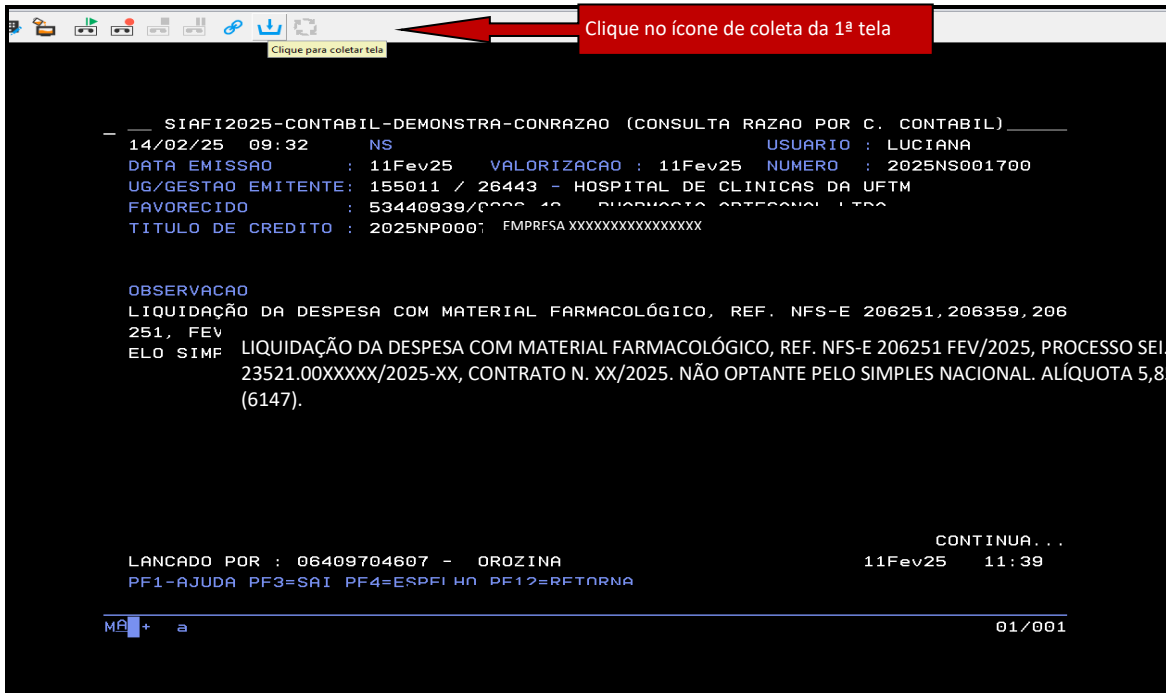 Clique no ícone de coleta da 1ª tela
Clique para coletar tela
_ __ SIAFI2025-CONTABIL-DEMONSTRA-CONRAZAO (CONSULTA RAZAO POR C. CONTABIL)_____
14/02/25 09:32 NS USUARIO : LUCIANA
DATA EMISSAO : 11Fev25 VALORIZACAO : 11Fev25 NUMERO : 2025NS001700
UG/GESTAO EMITENTE: 155011 / 26443 - HOSPITAL DE CLINICAS DA UFTM
FAVORECIDO : 53440939/
TITULO DE CREDITO : 2025NP000 EMPRESA XXXXXXXXXXXXXXXXX
OBSERVACAO
LIQUIDAÇÃO DA DESPESA COM MATERIAL FARMACOLÓGICO, REF. NFS-E 206251,206359,206
251, FEV
ELO SIMP
LIQUIDAÇÃO DA DESPESA COM MATERIAL FARMACOLÓGICO, REF. NFS-E 206251 FEV/2025, PROCESSO SEI.
23521.00XXXXX/2025-XX, CONTRATO N. XX/2025. NÃO OPTANTE PELO SIMPLES NACIONAL. ALÍQUOTA 5,8
(6147).
CONTINUA...
LANCADO POR : 06409704607 - OROZINA 11Fev25 11:39
PF1-AJUDA PF3=SAI PF4=ESPELHO PF12=RETORNA
MA + a 01/001